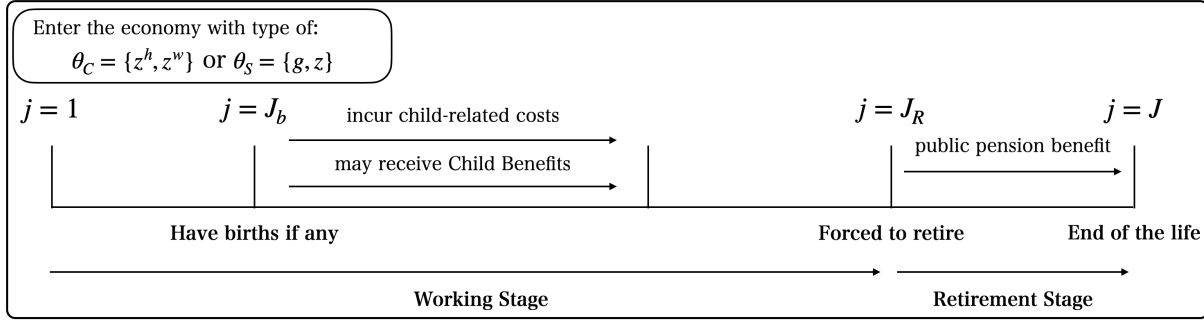 Enter the economy with type of:
θ_C = {z^h, z^w} or θ_S = {g, z}
j = 1
j = J_b
j = J_R
j = J
incur child-related costs
public pension benefit
may receive Child Benefits
Have births if any
Forced to retire
End of the life
Working Stage
Retirement Stage